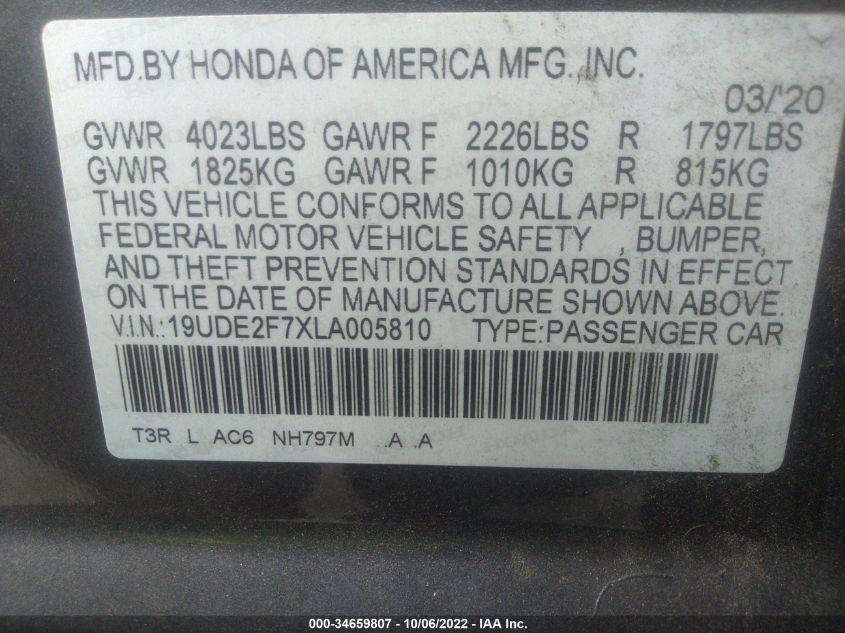 MFD.BY HONDA OF AMERICA MFG.,INC.
03/'20
GVWR 4023LBS GAWR F 2226LBS R 1797LBS
GVWR 1825KG GAWR F 1010KG R 815KG
THIS VEHICLE CONFORMS TO ALL APPLICABLE
FEDERAL MOTOR VEHICLE SAFETY , BUMPER,
AND THEFT PREVENTION STANDARDS IN EFFECT
ON THE DATE OF MANUFACTURE SHOWN ABOVE.
V.I.N.:19UDE2F7XLA005810 TYPE:PASSENGER CAR
T3R L AC6 NH797M ..A .A
000-34659807 - 10/06/2022 - IAA Inc.